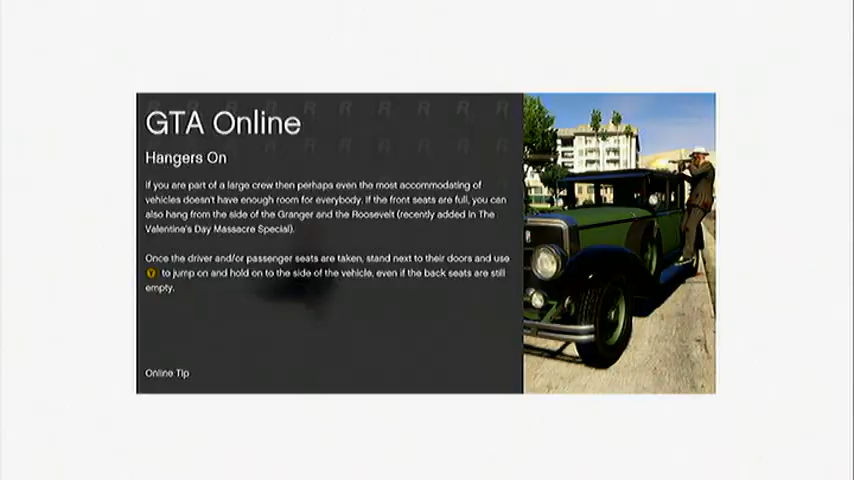 GTA Online
Hangers On
If you are part of a large crew then perhaps even the most accommodating of
vehicles doesn't have enough room for everybody. If the front seats are full, you can
also hang from the side of the Granger and the Roosevelt (recently added in The
Valentine's Day Massacre Special).
Once the driver and/or passenger seats are taken, stand next to their doors and use
Y to jump on and hold on to the side of the vehicle, even if the back seats are still
empty.
Online Tip